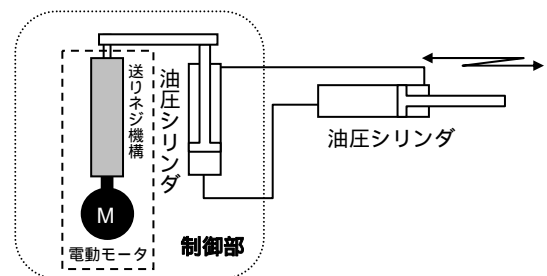 送りネジ機構
油圧シリンダ
油圧シリンダ
M
電動モータ
制御部